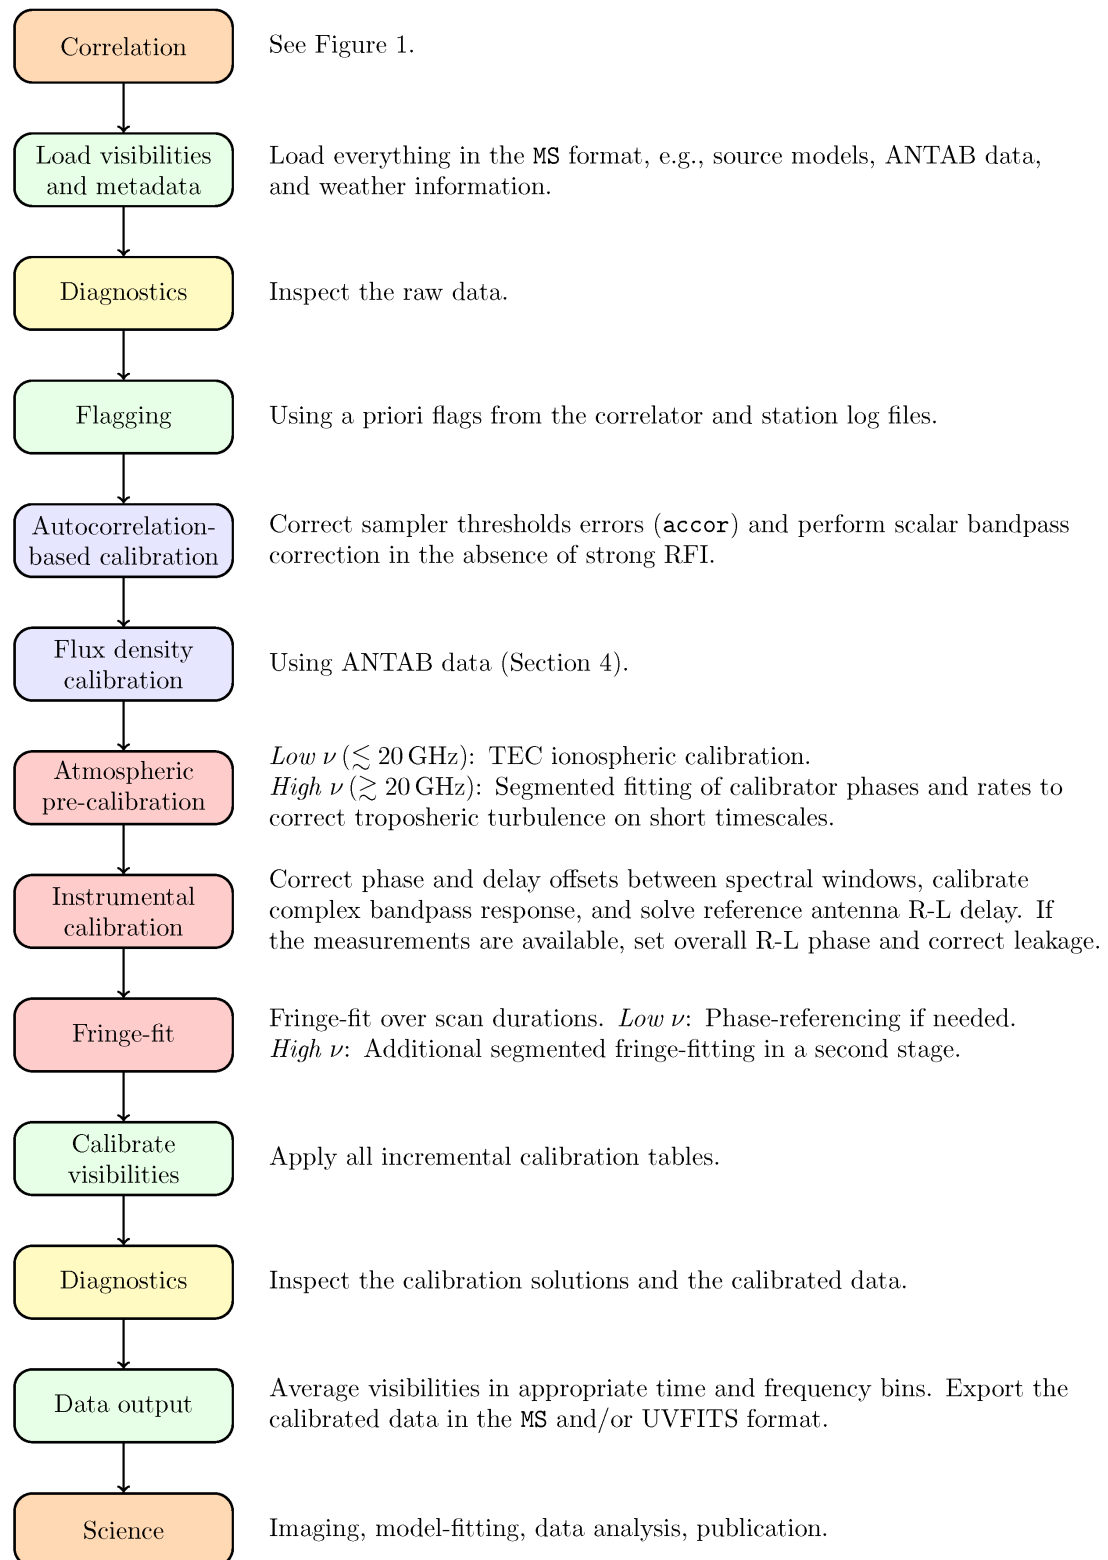 Correlation
See Figure 1.
Load visibilities
and metadata
Load everything in the MS format, e.g., source models, ANTAB data,
and weather information.
Diagnostics
Inspect the raw data.
Flagging
Using a priori flags from the correlator and station log files.
Autocorrelation-
based calibration
Correct sampler thresholds errors (accor) and perform scalar bandpass
correction in the absence of strong RFI.
Flux density
calibration
Using ANTAB data (Section 4).
Atmospheric
pre-calibration
Low ν (≲ 20 GHz): TEC ionospheric calibration.
High ν (≳ 20 GHz): Segmented fitting of calibrator phases and rates to
correct troposheric turbulence on short timescales.
Instrumental
calibration
Correct phase and delay offsets between spectral windows, calibrate
complex bandpass response, and solve reference antenna R-L delay. If
the measurements are available, set overall R-L phase and correct leakage.
Fringe-fit
Fringe-fit over scan durations. Low ν: Phase-referencing if needed.
High ν: Additional segmented fringe-fitting in a second stage.
Calibrate
visibilities
Apply all incremental calibration tables.
Diagnostics
Inspect the calibration solutions and the calibrated data.
Data output
Average visibilities in appropriate time and frequency bins. Export the
calibrated data in the MS and/or UVFITS format.
Science
Imaging, model-fitting, data analysis, publication.